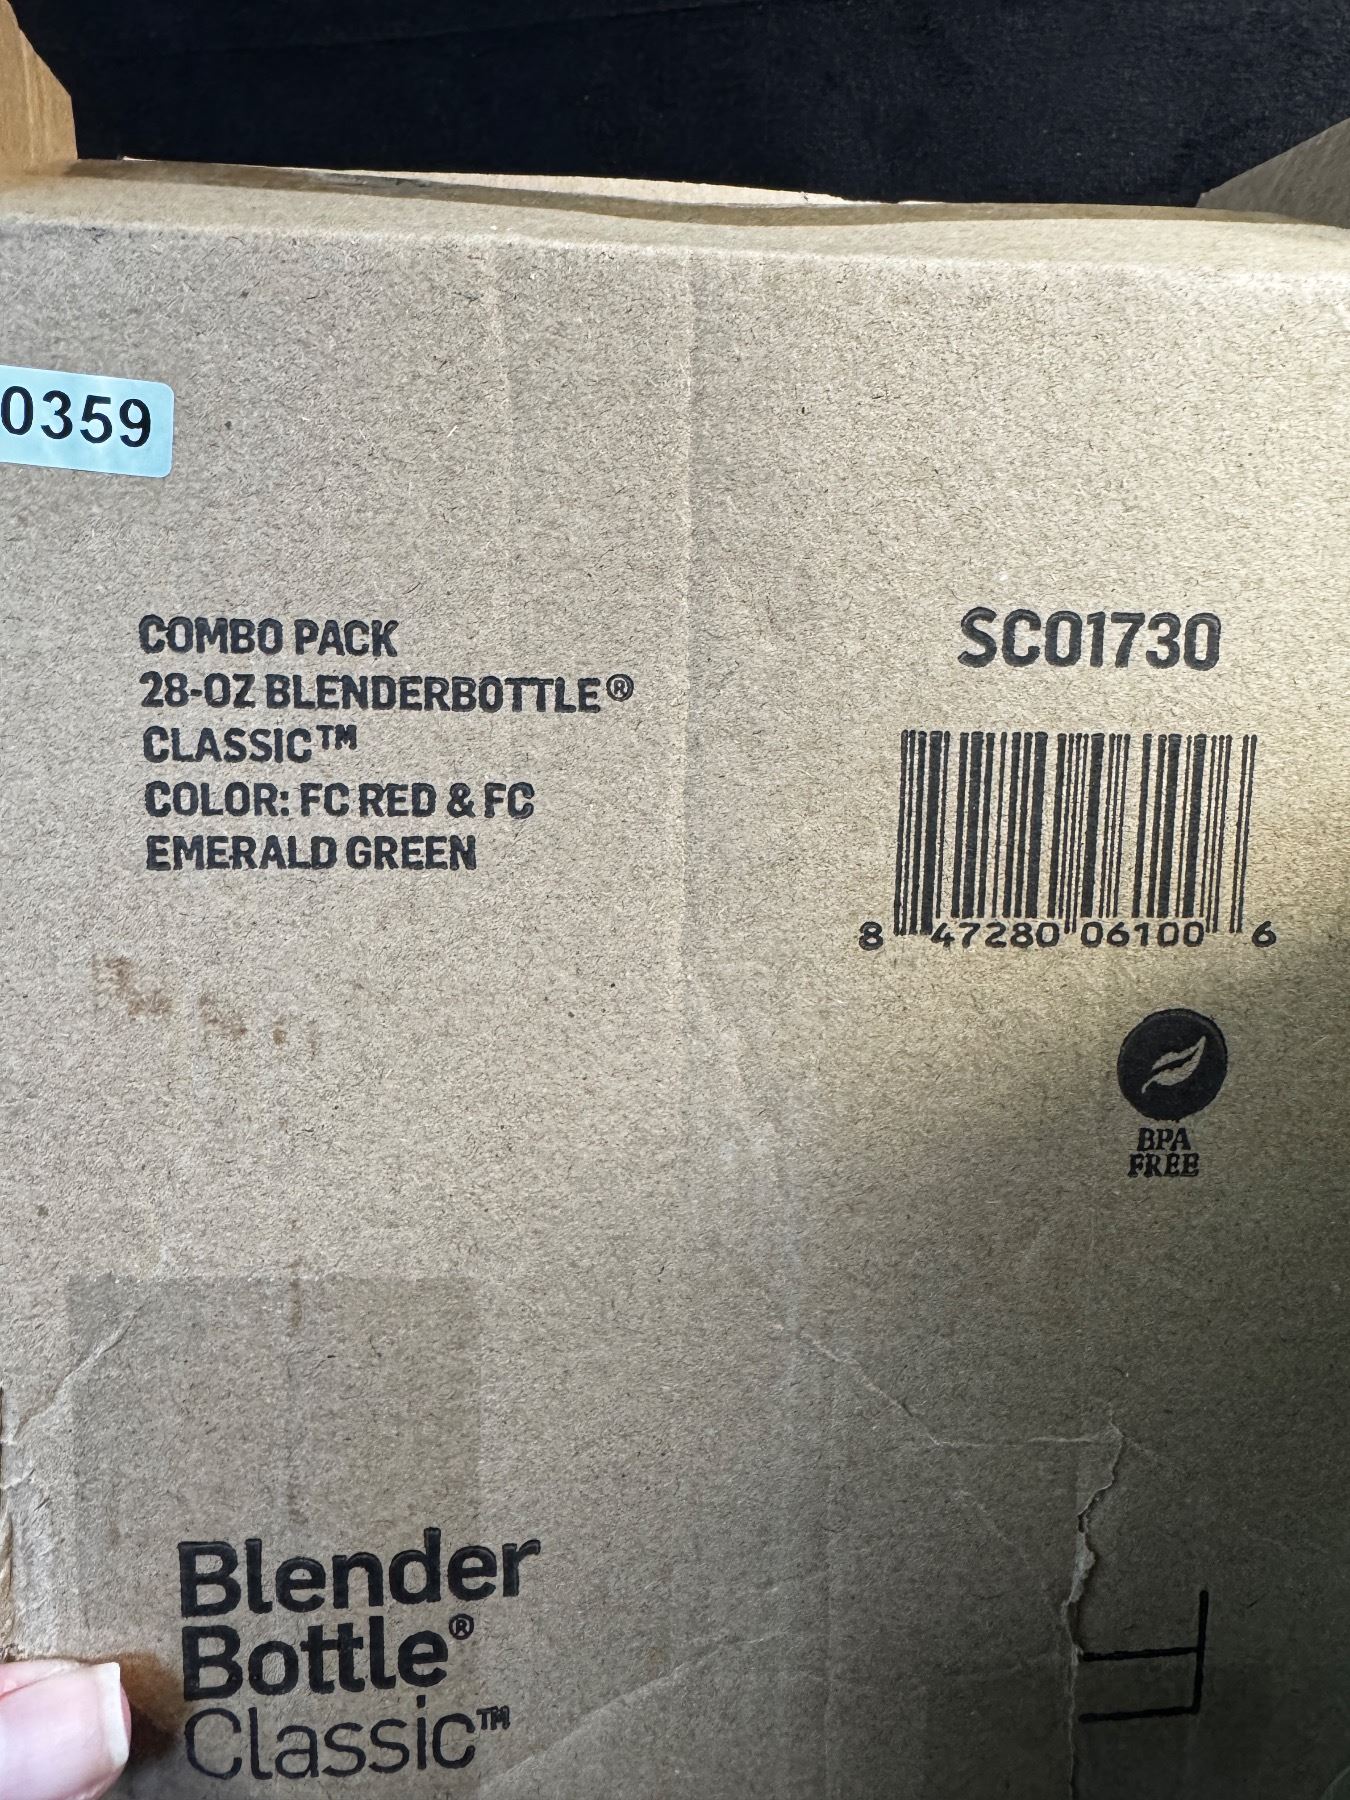 0359
COMBO PACK
28-OZ BLENDERBOTTLE®
CLASSIC™
COLOR: FC RED & FC
EMERALD GREEN
SC01730
8 47280 06100 6
BPA
FREE
Blender
Bottle®
Classic™